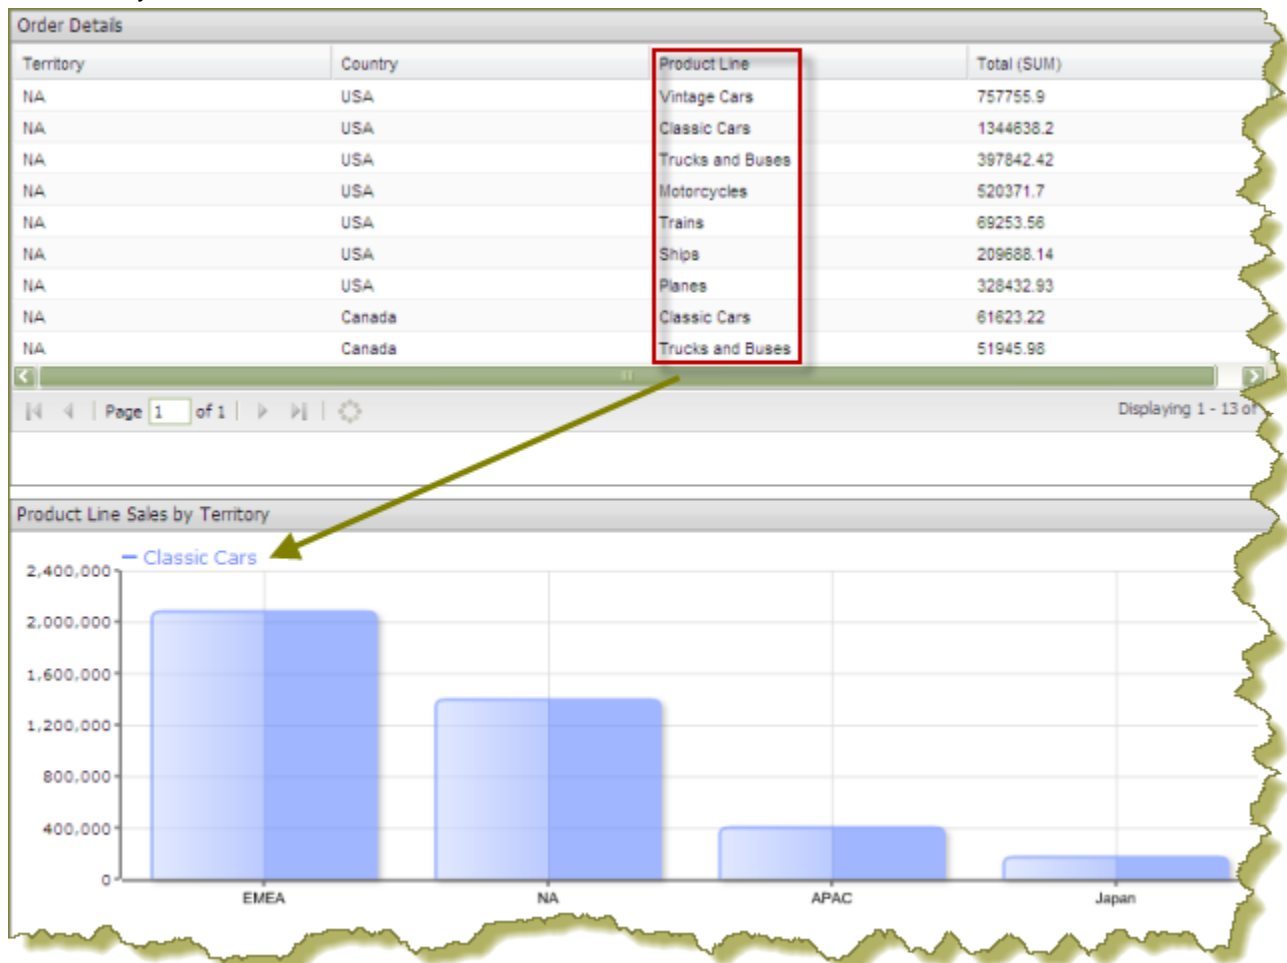 Order Details
Territory Country Product Line Total (SUM)
NA USA Vintage Cars 757755.9
NA USA Classic Cars 1344638.2
NA USA Trucks and Buses 397842.42
NA USA Motorcycles 520371.7
NA USA Trains 69253.56
NA USA Ships 209688.14
NA USA Planes 328432.93
NA Canada Classic Cars 61623.22
NA Canada Trucks and Buses 51945.98
Page 1 of 1 Displaying 1 - 13 of
Product Line Sales by Territory
Classic Cars
2,400,000
2,000,000
1,600,000
1,200,000
800,000
400,000
0
EMEA NA APAC Japan